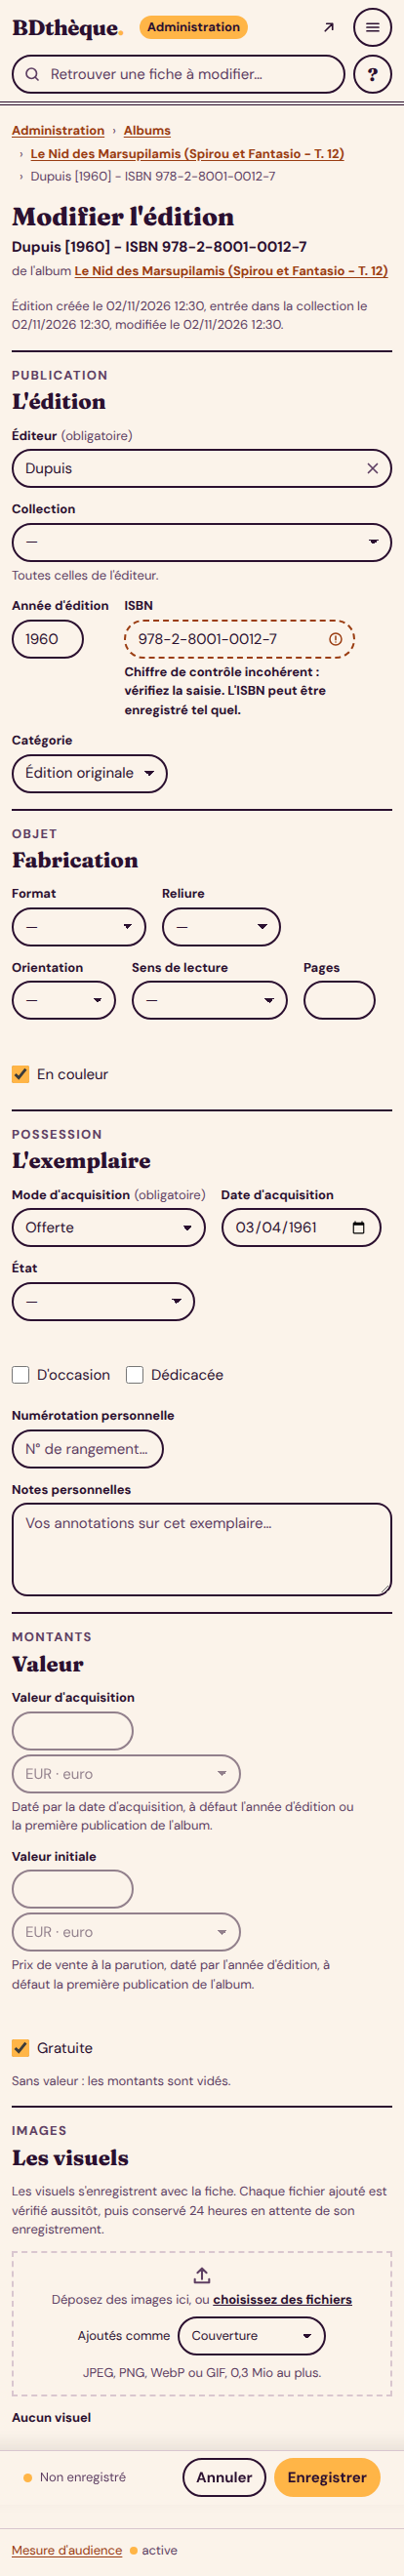 BDthèque.
Administration
Retrouver une fiche à modifier…
?
Administration › Albums
› Le Nid des Marsupilamis (Spirou et Fantasio - T. 12)
› Dupuis [1960] - ISBN 978-2-8001-0012-7
Modifier l'édition
Dupuis [1960] - ISBN 978-2-8001-0012-7
de l'album Le Nid des Marsupilamis (Spirou et Fantasio - T. 12)
Édition créée le 02/11/2026 12:30, entrée dans la collection le
02/11/2026 12:30, modifiée le 02/11/2026 12:30.
PUBLICATION
L'édition
Éditeur (obligatoire)
Dupuis
Collection
—
Toutes celles de l'éditeur.
Année d'édition ISBN
1960 978-2-8001-0012-7
Chiffre de contrôle incohérent :
vérifiez la saisie. L'ISBN peut être
enregistré tel quel.
Catégorie
Édition originale
OBJET
Fabrication
Format Reliure
— —
Orientation Sens de lecture Pages
— —
En couleur
POSSESSION
L'exemplaire
Mode d'acquisition (obligatoire) Date d'acquisition
Offerte 03/04/1961
État
—
D'occasion Dédicacée
Numérotation personnelle
N° de rangement…
Notes personnelles
Vos annotations sur cet exemplaire…
MONTANTS
Valeur
Valeur d'acquisition
EUR · euro
Daté par la date d'acquisition, à défaut l'année d'édition ou
la première publication de l'album.
Valeur initiale
EUR · euro
Prix de vente à la parution, daté par l'année d'édition, à
défaut la première publication de l'album.
Gratuite
Sans valeur : les montants sont vidés.
IMAGES
Les visuels
Les visuels s'enregistrent avec la fiche. Chaque fichier ajouté est
vérifié aussitôt, puis conservé 24 heures en attente de son
enregistrement.
Déposez des images ici, ou choisissez des fichiers
Ajoutés comme Couverture
JPEG, PNG, WebP ou GIF, 0,3 Mio au plus.
Aucun visuel
Non enregistré Annuler Enregistrer
Mesure d'audience active